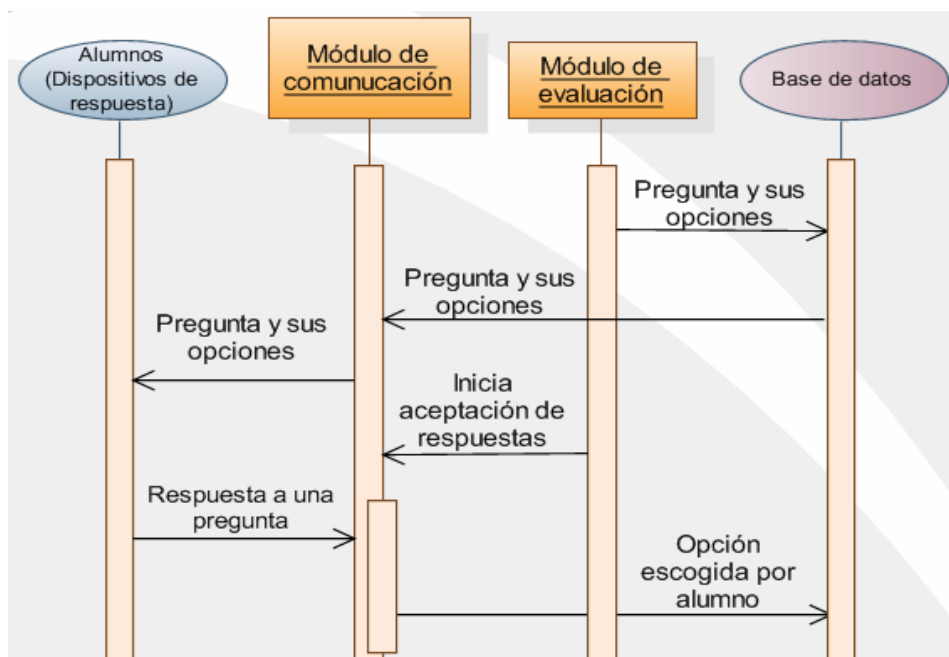 Alumnos
(Dispositivos de
respuesta)
Módulo de
comunucación
Módulo de
evaluación
Base de datos
Pregunta y sus
opciones
Pregunta y sus
opciones
Pregunta y sus
opciones
Inicia
aceptación de
respuestas
Respuesta a una
pregunta
Opción
escogida por
alumno